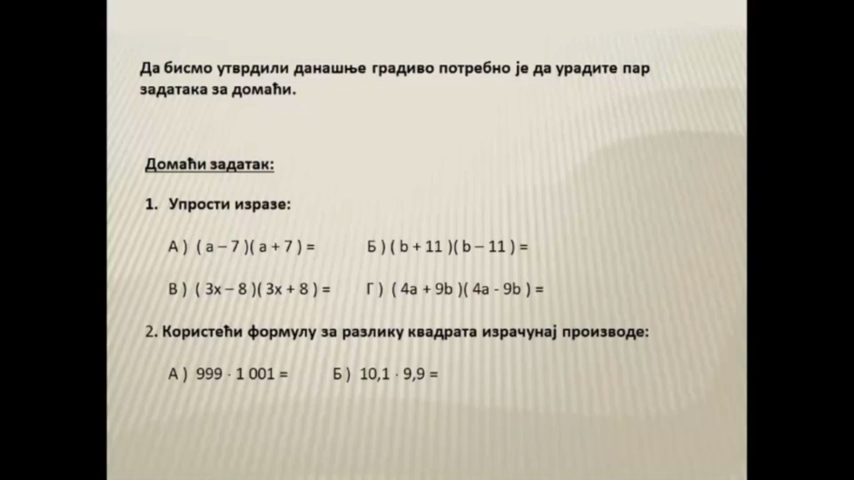 Да бисмо утврдили данашње градиво потребно је да урадите пар
задатака за домаћи.
Домаћи задатак:
1. Упрости изразе:
А ) ( a – 7 )( a + 7 ) = Б ) ( b + 11 )( b – 11 ) =
В ) ( 3x – 8 )( 3x + 8 ) = Г ) ( 4a + 9b )( 4a - 9b ) =
2. Користећи формулу за разлику квадрата израчунај производе:
А ) 999 · 1 001 = Б ) 10,1 · 9,9 =